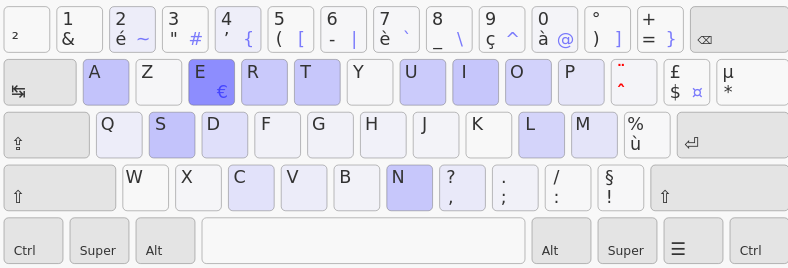 ² 1 & 2 é ~ 3 " # 4 ' { 5 ( [ 6 - | 7 è ` 8 _ \ 9 ç ^ 0 à @ ° ) ] + = } ⌫
↹ A Z E € R T Y U I O P ¨ ^ £ $ ¤ µ *
⇪ Q S D F G H J K L M % ù ⏎
⇧ W X C V B N ? , . ; / : § ! ⇧
Ctrl Super Alt Alt Super ☰ Ctrl